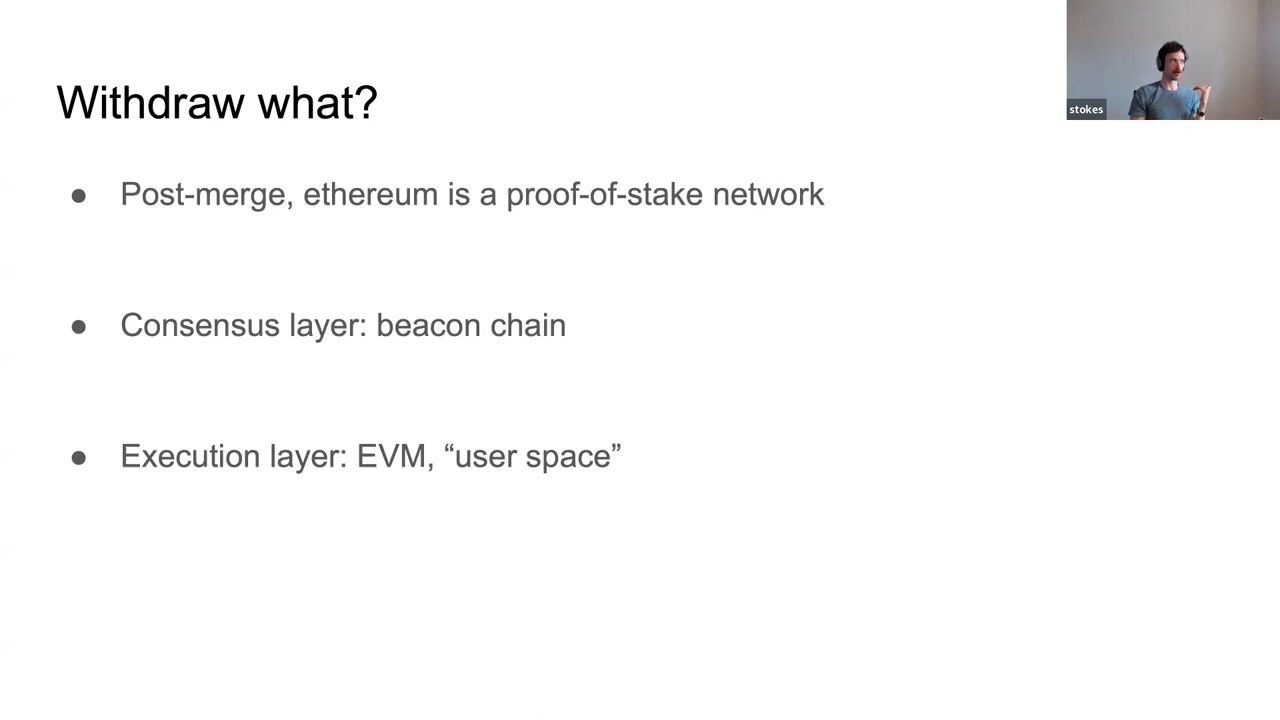 Withdraw what?
stokes
● Post-merge, ethereum is a proof-of-stake network
● Consensus layer: beacon chain
● Execution layer: EVM, “user space”